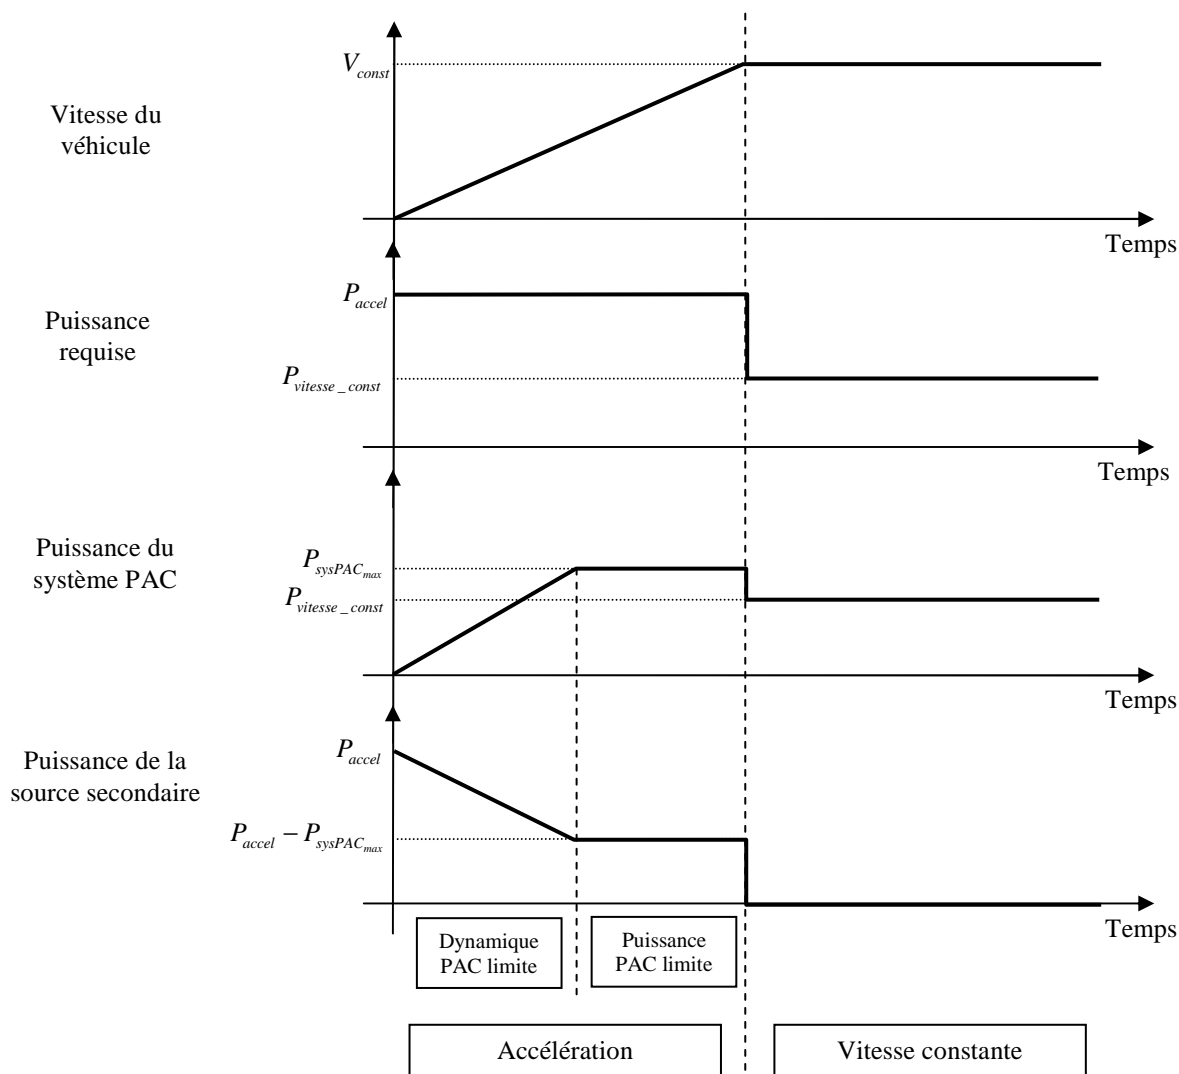 V_const
Vitesse du
véhicule
Temps
P_accel
Puissance
requise
P_vitesse_const
Temps
Puissance du
système PAC
P_sysPAC_max
P_vitesse_const
Temps
Puissance de la
source secondaire
P_accel
P_accel − P_sysPAC_max
Temps
Dynamique
PAC limite
Puissance
PAC limite
Accélération
Vitesse constante